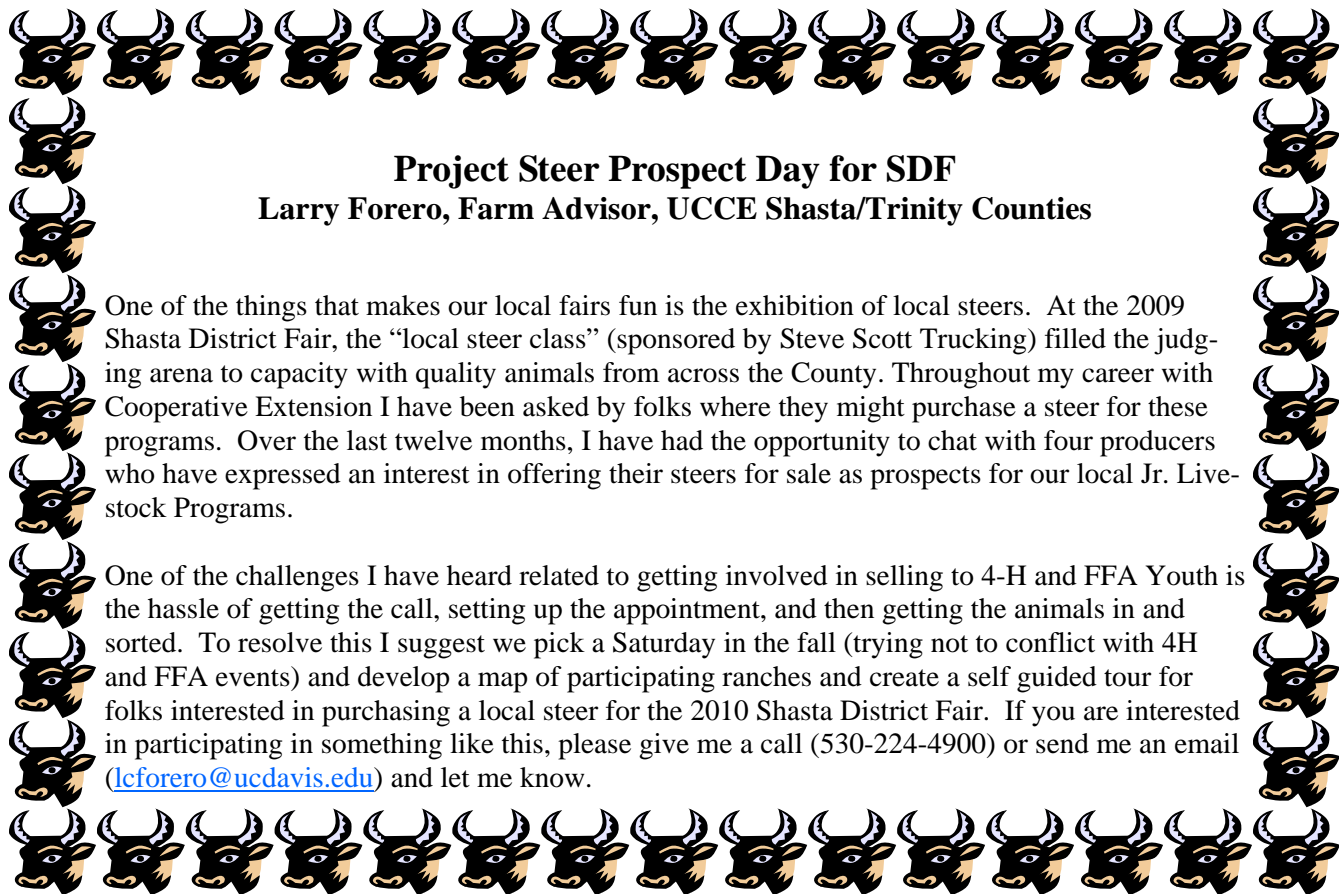 Project Steer Prospect Day for SDF
Larry Forero, Farm Advisor, UCCE Shasta/Trinity Counties
One of the things that makes our local fairs fun is the exhibition of local steers.  At the 2009
Shasta District Fair, the “local steer class” (sponsored by Steve Scott Trucking) filled the judg-
ing arena to capacity with quality animals from across the County. Throughout my career with
Cooperative Extension I have been asked by folks where they might purchase a steer for these
programs.  Over the last twelve months, I have had the opportunity to chat with four producers
who have expressed an interest in offering their steers for sale as prospects for our local Jr. Live-
stock Programs.
One of the challenges I have heard related to getting involved in selling to 4-H and FFA Youth is
the hassle of getting the call, setting up the appointment, and then getting the animals in and
sorted.  To resolve this I suggest we pick a Saturday in the fall (trying not to conflict with 4H
and FFA events) and develop a map of participating ranches and create a self guided tour for
folks interested in purchasing a local steer for the 2010 Shasta District Fair.  If you are interested
in participating in something like this, please give me a call (530-224-4900) or send me an email
(lcforero@ucdavis.edu) and let me know.